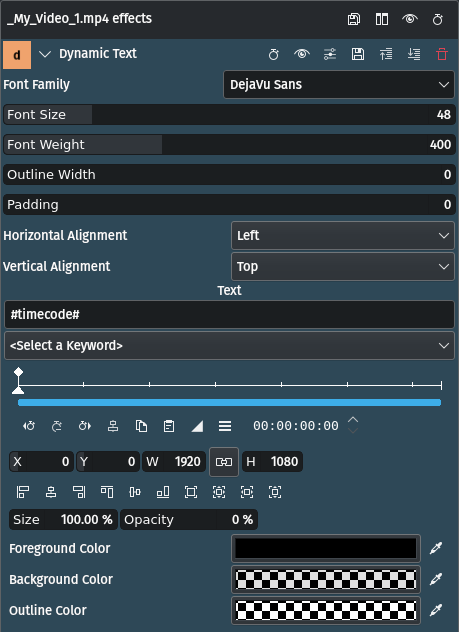 _My_Video_1.mp4 effects
d Dynamic Text
Font Family DejaVu Sans
Font Size 48
Font Weight 400
Outline Width 0
Padding 0
Horizontal Alignment Left
Vertical Alignment Top
Text
#timecode#
<Select a Keyword>
00:00:00:00
X 0 Y 0 W 1920 H 1080
Size 100.00 % Opacity 0 %
Foreground Color
Background Color
Outline Color